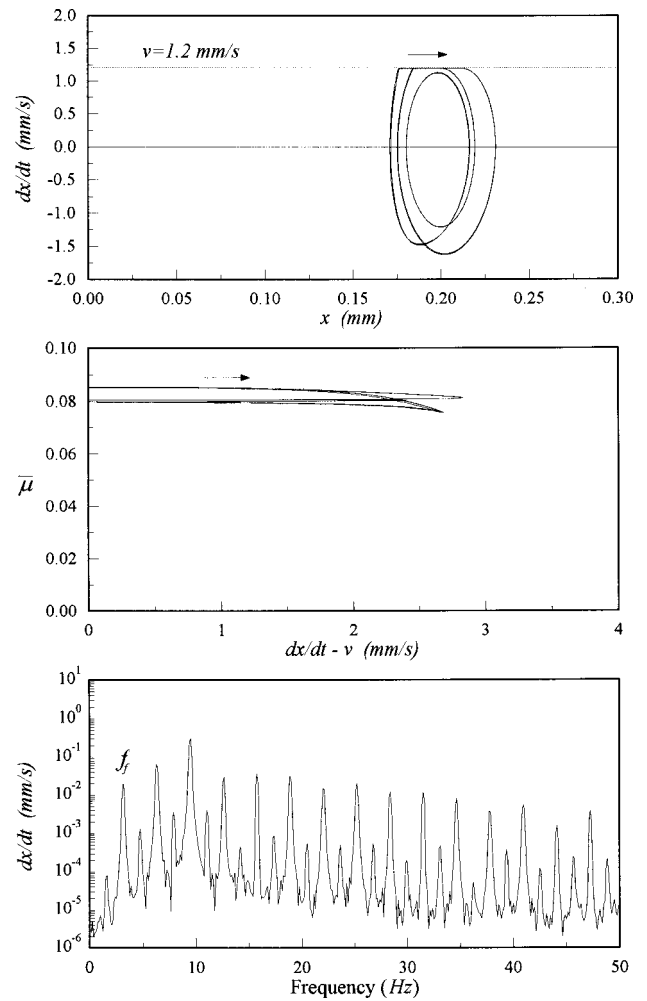 2.0
v=1.2 mm/s
1.5
1.0
0.5
0.0
-0.5
-1.0
-1.5
-2.0
dx/dt (mm/s)
0.00 0.05 0.10 0.15 0.20 0.25 0.30
x (mm)
0.10
0.08
0.06
0.04
0.02
0.00
μ̅
0 1 2 3 4
dx/dt - v (mm/s)
10¹
10⁰
10⁻¹
10⁻²
10⁻³
10⁻⁴
10⁻⁵
10⁻⁶
dx/dt (mm/s)
f_f
0 10 20 30 40 50
Frequency (Hz)